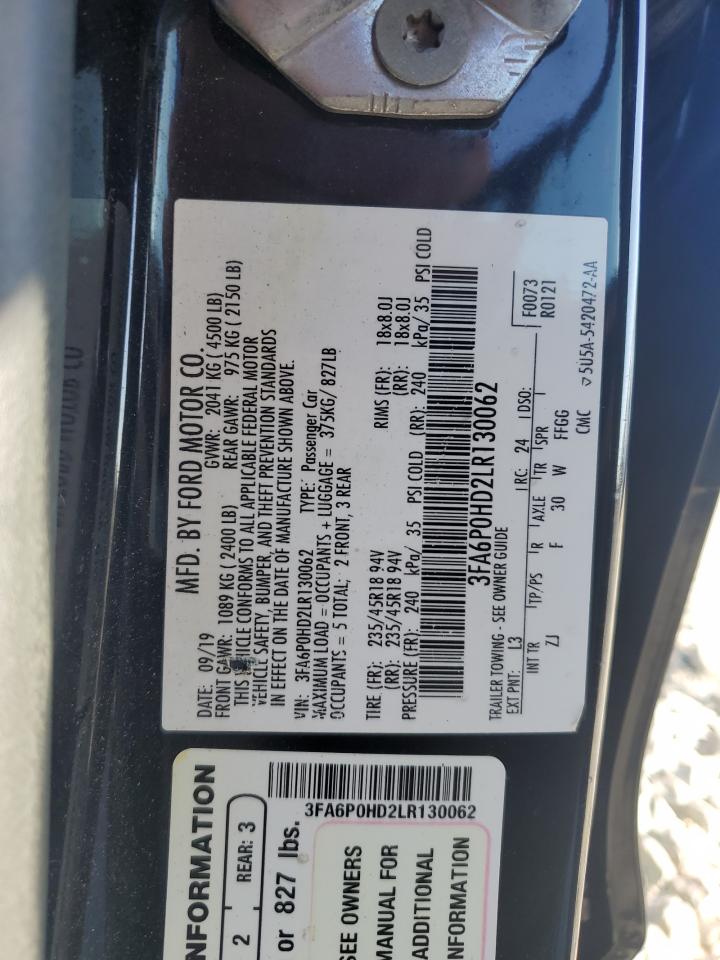 MFD. BY FORD MOTOR CO.
DATE: 09/19 GVWR: 2041 KG ( 4500 LB)
FRONT GAWR: 1089 KG ( 2400 LB) REAR GAWR: 975 KG ( 2150 LB)
THIS VEHICLE CONFORMS TO ALL APPLICABLE FEDERAL MOTOR
VEHICLE SAFETY, BUMPER, AND THEFT PREVENTION STANDARDS
IN EFFECT ON THE DATE OF MANUFACTURE SHOWN ABOVE.
VIN: 3FA6P0HD2LR130062 TYPE: Passenger Car
MAXIMUM LOAD = OCCUPANTS + LUGGAGE = 375KG/ 827LB
OCCUPANTS = 5 TOTAL; 2 FRONT, 3 REAR
TIRE (FR): 235/45R18 94V RIMS (FR): 18x8.0J
(RR): 235/45R18 94V (RR): 18x8.0J
PRESSURE (FR): 240 kPa/ 35 PSI COLD (RR): 240 kPa/ 35 PSI COLD
3FA6P0HD2LR130062
TRAILER TOWING - SEE OWNER GUIDE
EXT PNT: L3 RC: 24 DSO: F0073
R0121
INT TR TP/PS R AXLE TR SPR
ZJ F 30 W FFGG
CMC 5U5A-5420472-AA
NFORMATION
2 REAR: 3
or 827 lbs.
3FA6P0HD2LR130062
SEE OWNERS
MANUAL FOR
ADDITIONAL
NFORMATION